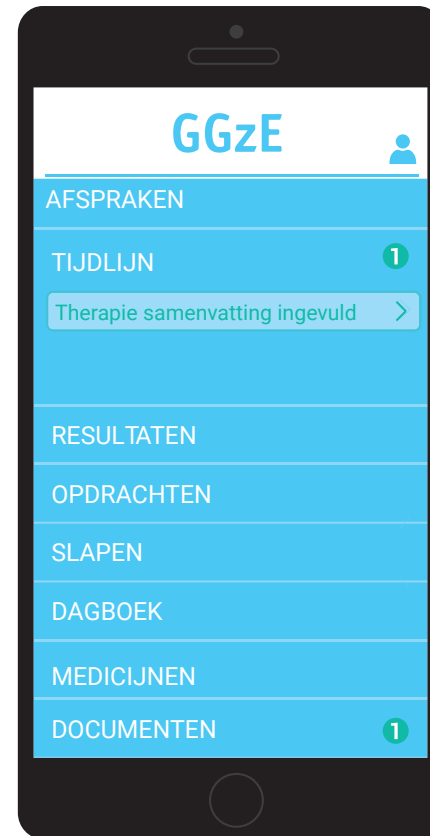 GGzE
AFSPRAKEN
TIJDLIJN 1
Therapie samenvatting ingevuld
RESULTATEN
OPDRACHTEN
SLAPEN
DAGBOEK
MEDICIJNEN
DOCUMENTEN 1